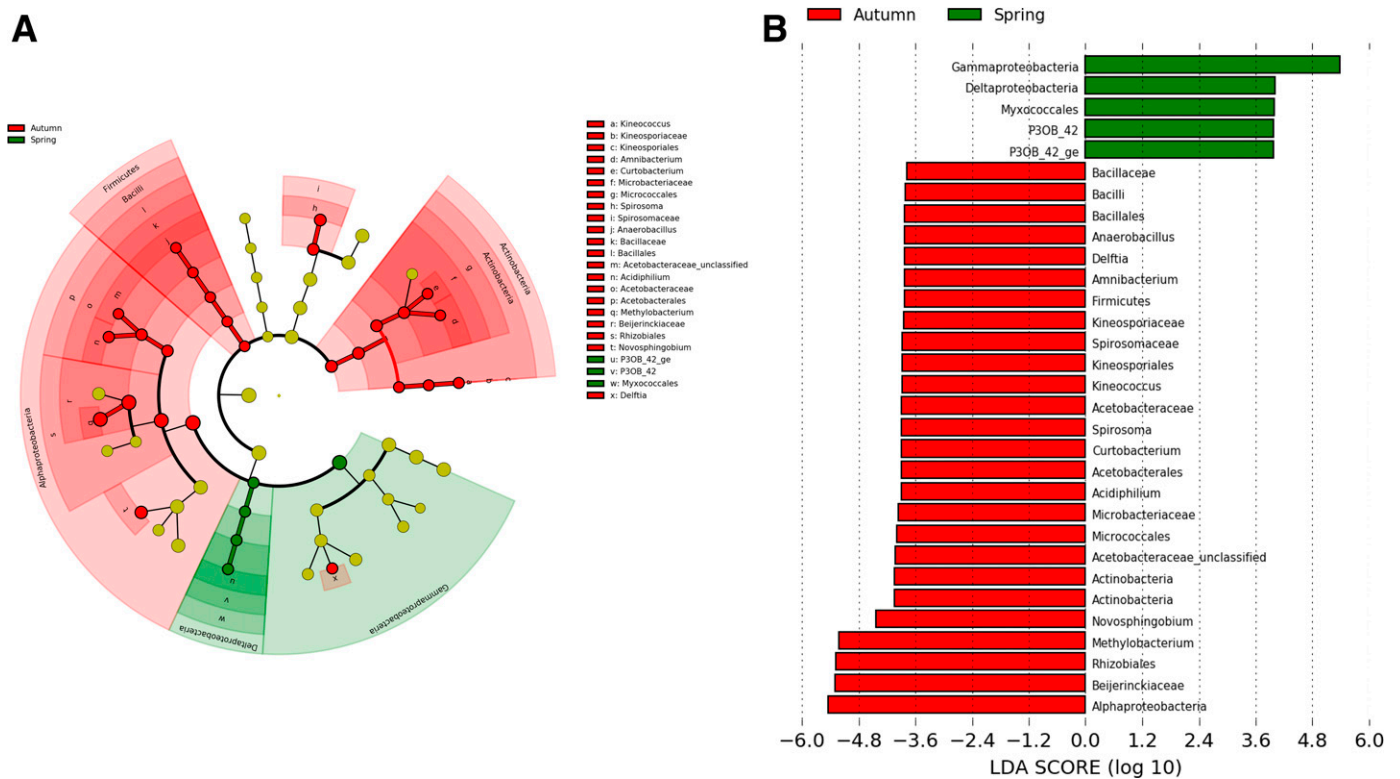 A
Autumn
Spring
Firmicutes
Bacilli
l
k
j
i
h
Actinobacteria
Actinobacteria
g
f
e
d
a
b
c
p
o
m
n
r
q
s
Alphaproteobacteria
t
u
v
w
Deltaproteobacteria
x
Gammaproteobacteria
a: Kineococcus
b: Kineosporiaceae
c: Kineosporiales
d: Amnibacterium
e: Curtobacterium
f: Microbacteriaceae
g: Micrococcales
h: Spirosoma
i: Spirosomaceae
j: Anaerobacillus
k: Bacillaceae
l: Bacillales
m: Acetobacteraceae_unclassified
n: Acidiphilium
o: Acetobacteraceae
p: Acetobacterales
q: Methylobacterium
r: Beijerinckiaceae
s: Rhizobiales
t: Novosphingobium
u: P3OB_42_ge
v: P3OB_42
w: Myxococcales
x: Delftia
B
Autumn Spring
Gammaproteobacteria
Deltaproteobacteria
Myxococcales
P3OB_42
P3OB_42_ge
Bacillaceae
Bacilli
Bacillales
Anaerobacillus
Delftia
Amnibacterium
Firmicutes
Kineosporiaceae
Spirosomaceae
Kineosporiales
Kineococcus
Acetobacteraceae
Spirosoma
Curtobacterium
Acetobacterales
Acidiphilium
Microbacteriaceae
Micrococcales
Acetobacteraceae_unclassified
Actinobacteria
Actinobacteria
Novosphingobium
Methylobacterium
Rhizobiales
Beijerinckiaceae
Alphaproteobacteria
−6.0 −4.8 −3.6 −2.4 −1.2 0.0 1.2 2.4 3.6 4.8 6.0
LDA SCORE (log 10)